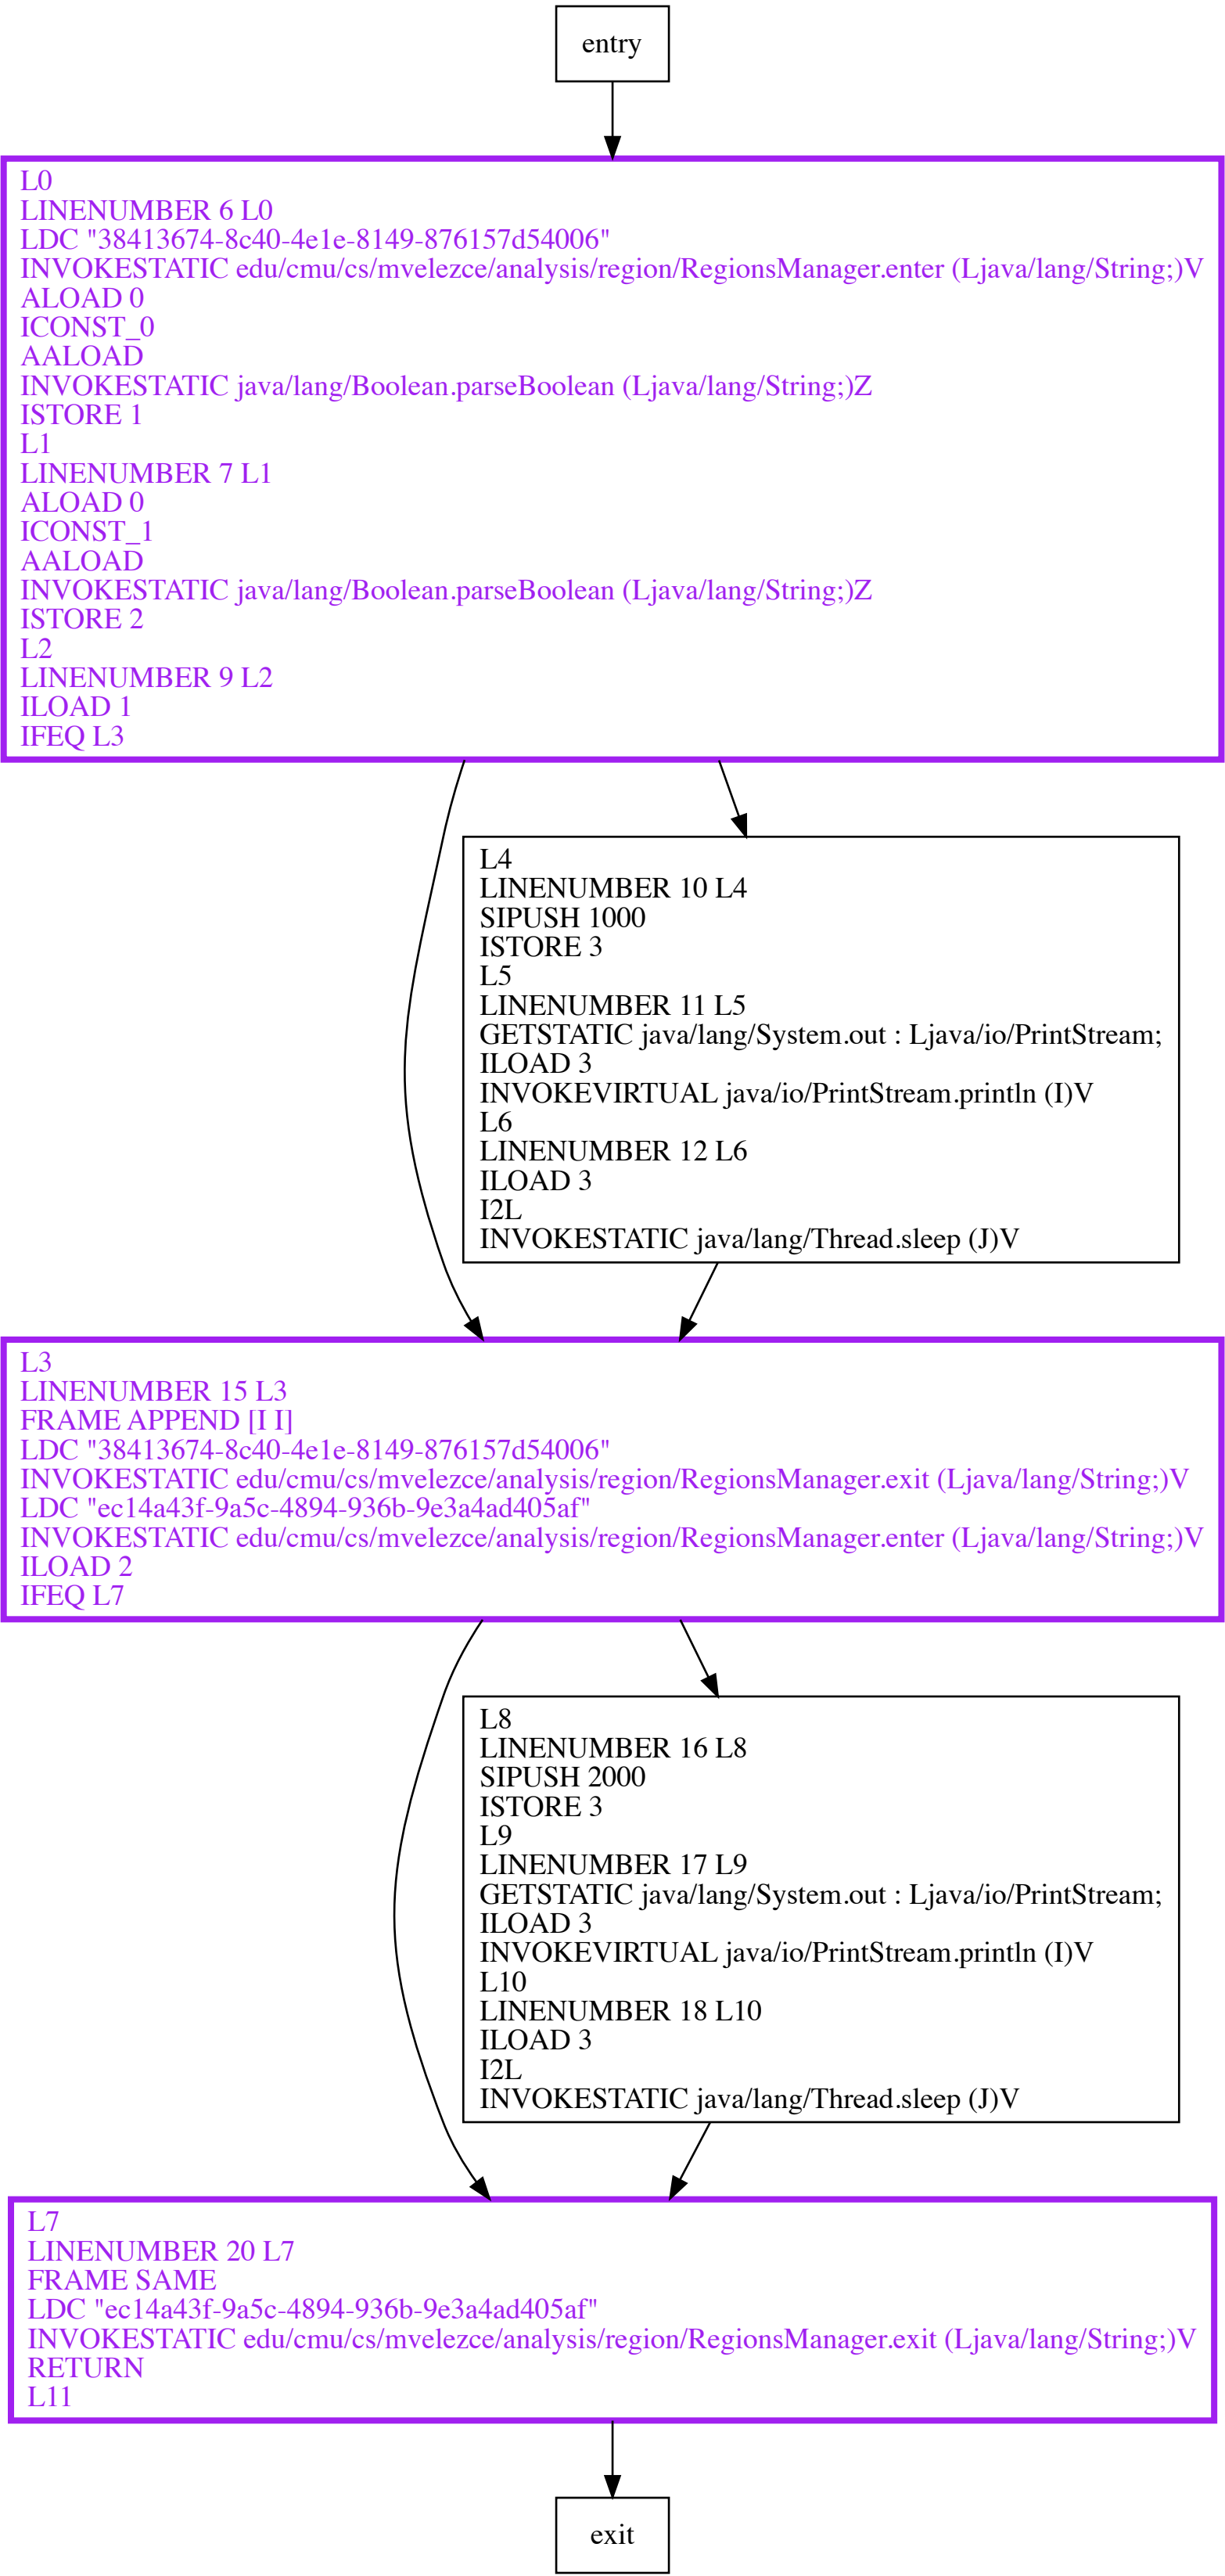 entry
L0
LINENUMBER 6 L0
LDC "38413674-8c40-4e1e-8149-876157d54006"
INVOKESTATIC edu/cmu/cs/mvelezce/analysis/region/RegionsManager.enter (Ljava/lang/String;)V
ALOAD 0
ICONST_0
AALOAD
INVOKESTATIC java/lang/Boolean.parseBoolean (Ljava/lang/String;)Z
ISTORE 1
L1
LINENUMBER 7 L1
ALOAD 0
ICONST_1
AALOAD
INVOKESTATIC java/lang/Boolean.parseBoolean (Ljava/lang/String;)Z
ISTORE 2
L2
LINENUMBER 9 L2
ILOAD 1
IFEQ L3
L4
LINENUMBER 10 L4
SIPUSH 1000
ISTORE 3
L5
LINENUMBER 11 L5
GETSTATIC java/lang/System.out : Ljava/io/PrintStream;
ILOAD 3
INVOKEVIRTUAL java/io/PrintStream.println (I)V
L6
LINENUMBER 12 L6
ILOAD 3
I2L
INVOKESTATIC java/lang/Thread.sleep (J)V
L3
LINENUMBER 15 L3
FRAME APPEND [I I]
LDC "38413674-8c40-4e1e-8149-876157d54006"
INVOKESTATIC edu/cmu/cs/mvelezce/analysis/region/RegionsManager.exit (Ljava/lang/String;)V
LDC "ec14a43f-9a5c-4894-936b-9e3a4ad405af"
INVOKESTATIC edu/cmu/cs/mvelezce/analysis/region/RegionsManager.enter (Ljava/lang/String;)V
ILOAD 2
IFEQ L7
L8
LINENUMBER 16 L8
SIPUSH 2000
ISTORE 3
L9
LINENUMBER 17 L9
GETSTATIC java/lang/System.out : Ljava/io/PrintStream;
ILOAD 3
INVOKEVIRTUAL java/io/PrintStream.println (I)V
L10
LINENUMBER 18 L10
ILOAD 3
I2L
INVOKESTATIC java/lang/Thread.sleep (J)V
L7
LINENUMBER 20 L7
FRAME SAME
LDC "ec14a43f-9a5c-4894-936b-9e3a4ad405af"
INVOKESTATIC edu/cmu/cs/mvelezce/analysis/region/RegionsManager.exit (Ljava/lang/String;)V
RETURN
L11
exit